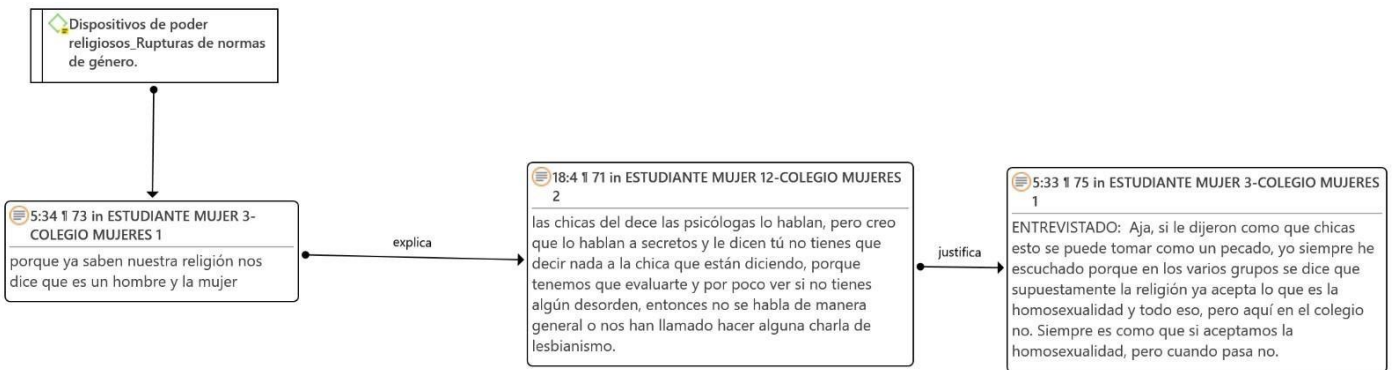 Dispositivos de poder
religiosos_Rupturas de normas
de género.
5:34 ¶ 73 in ESTUDIANTE MUJER 3-
COLEGIO MUJERES 1
porque ya saben nuestra religión nos
dice que es un hombre y la mujer
explica
18:4 ¶ 71 in ESTUDIANTE MUJER 12-COLEGIO MUJERES
2
las chicas del dece las psicólogas lo hablan, pero creo
que lo hablan a secretos y le dicen tú no tienes que
decir nada a la chica que están diciendo, porque
tenemos que evaluarte y por poco ver si no tienes
algún desorden, entonces no se habla de manera
general o nos han llamado hacer alguna charla de
lesbianismo.
justifica
5:33 ¶ 75 in ESTUDIANTE MUJER 3-COLEGIO MUJERES
1
ENTREVISTADO: Aja, si le dijeron como que chicas
esto se puede tomar como un pecado, yo siempre he
escuchado porque en los varios grupos se dice que
supuestamente la religión ya acepta lo que es la
homosexualidad y todo eso, pero aquí en el colegio
no. Siempre es como que si aceptamos la
homosexualidad, pero cuando pasa no.